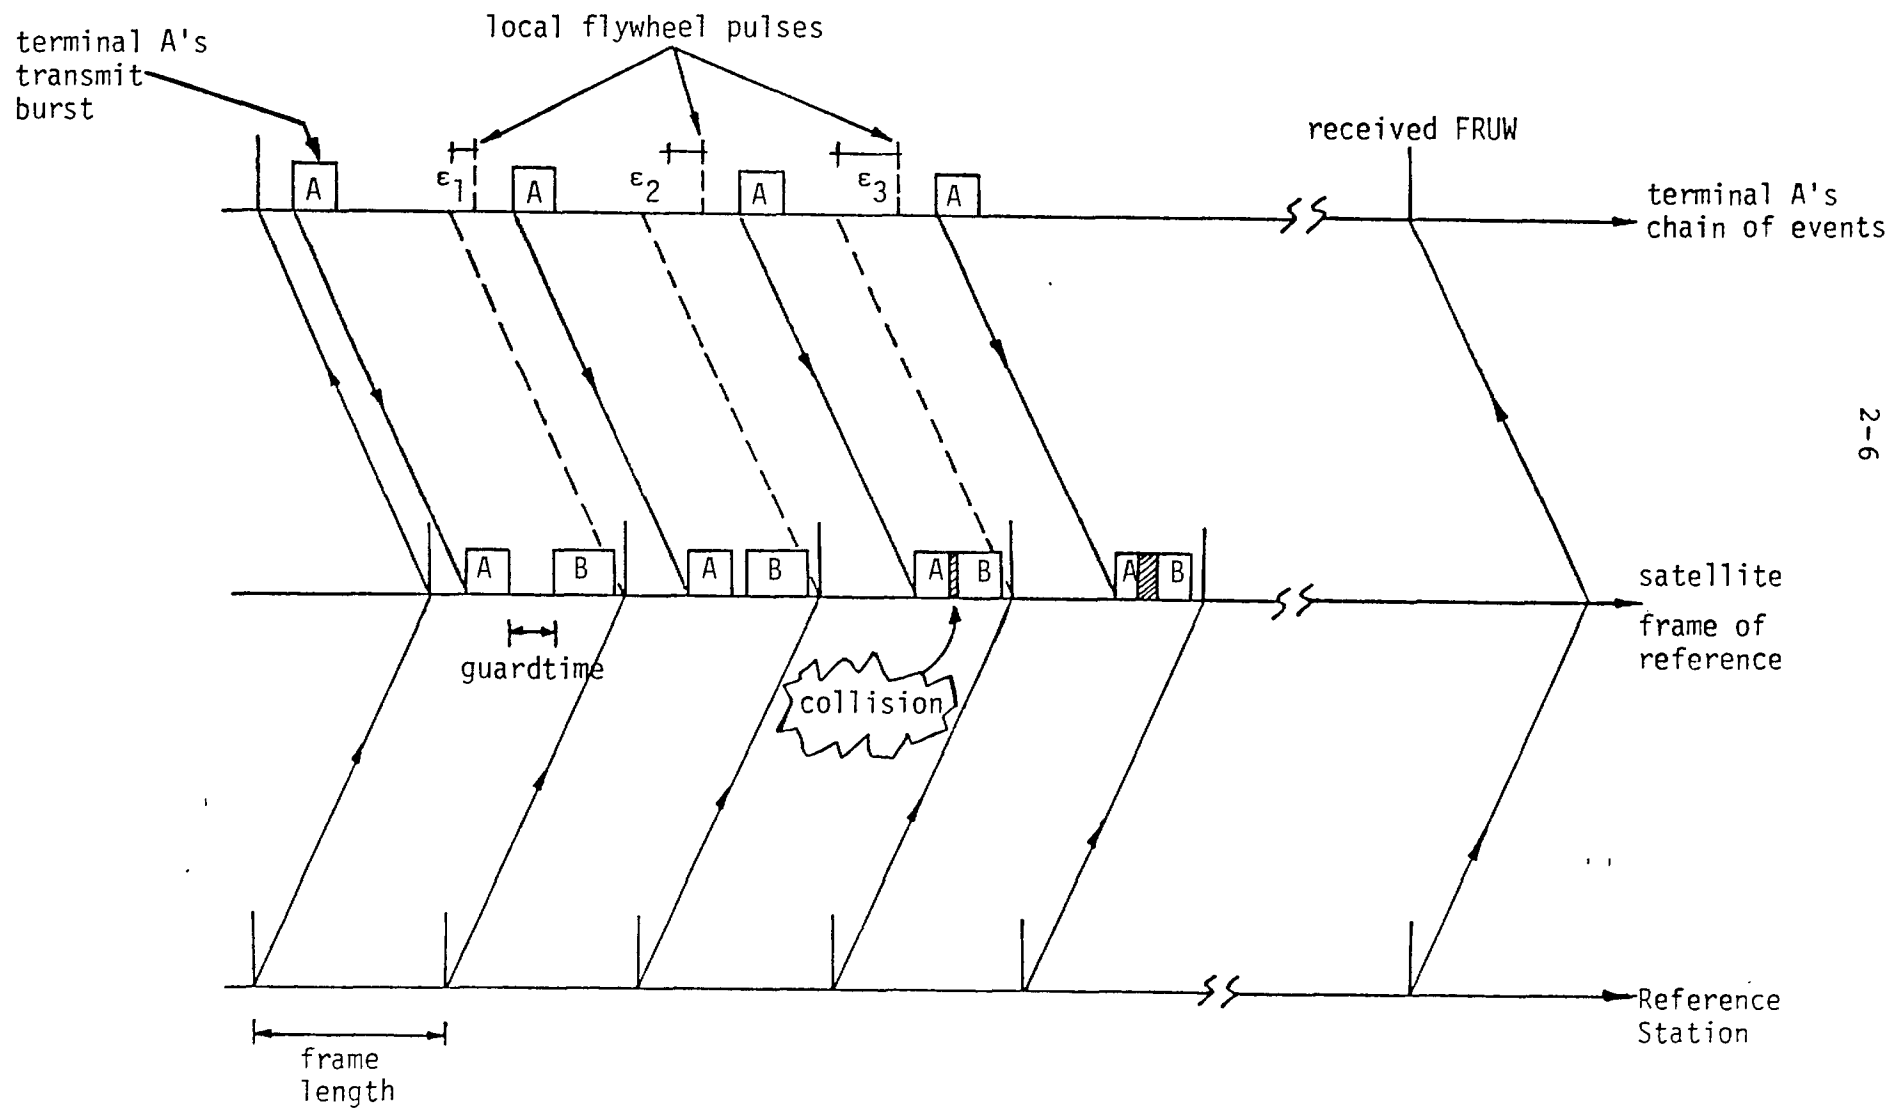 local flywheel pulses
terminal A's
transmit
burst
received FRUW
A
ε1
A
ε2
A
ε3
A
terminal A's
chain of events
2-6
A
B
A
B
A
B
A
B
satellite
frame of
reference
guardtime
collision
Reference
Station
frame
length